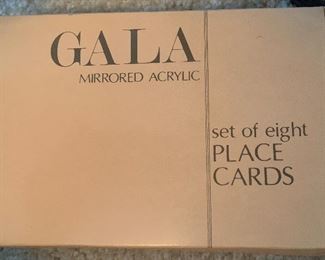 GALA
MIRRORED ACRYLIC
set of eight
PLACE
CARDS